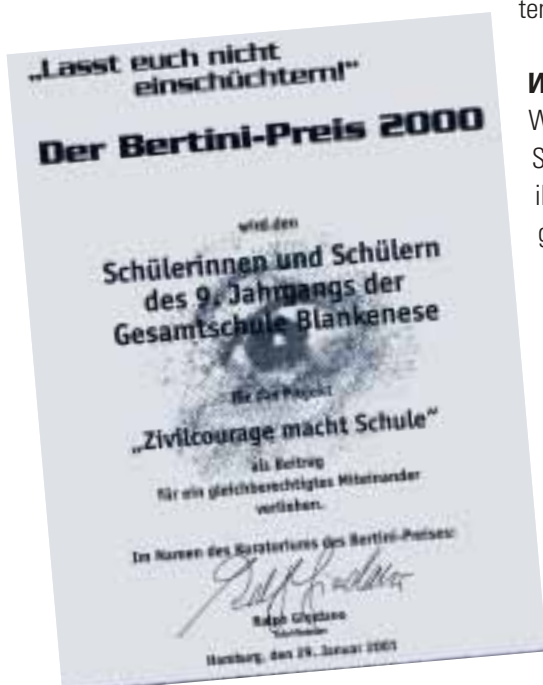 „Lasst euch nicht
einschüchtern!“
Der Bertini-Preis 2000
wird den
Schülerinnen und Schülern
des 9. Jahrgangs der
Gesamtschule Blankenese
für das Projekt
„Zivilcourage macht Schule“
als Beitrag
für ein gleichberechtigtes Miteinander
verliehen.
Im Namen des Kuratoriums des Bertini-Preises:
Ralph Giordano
Hamburg, den 29. Januar 2001